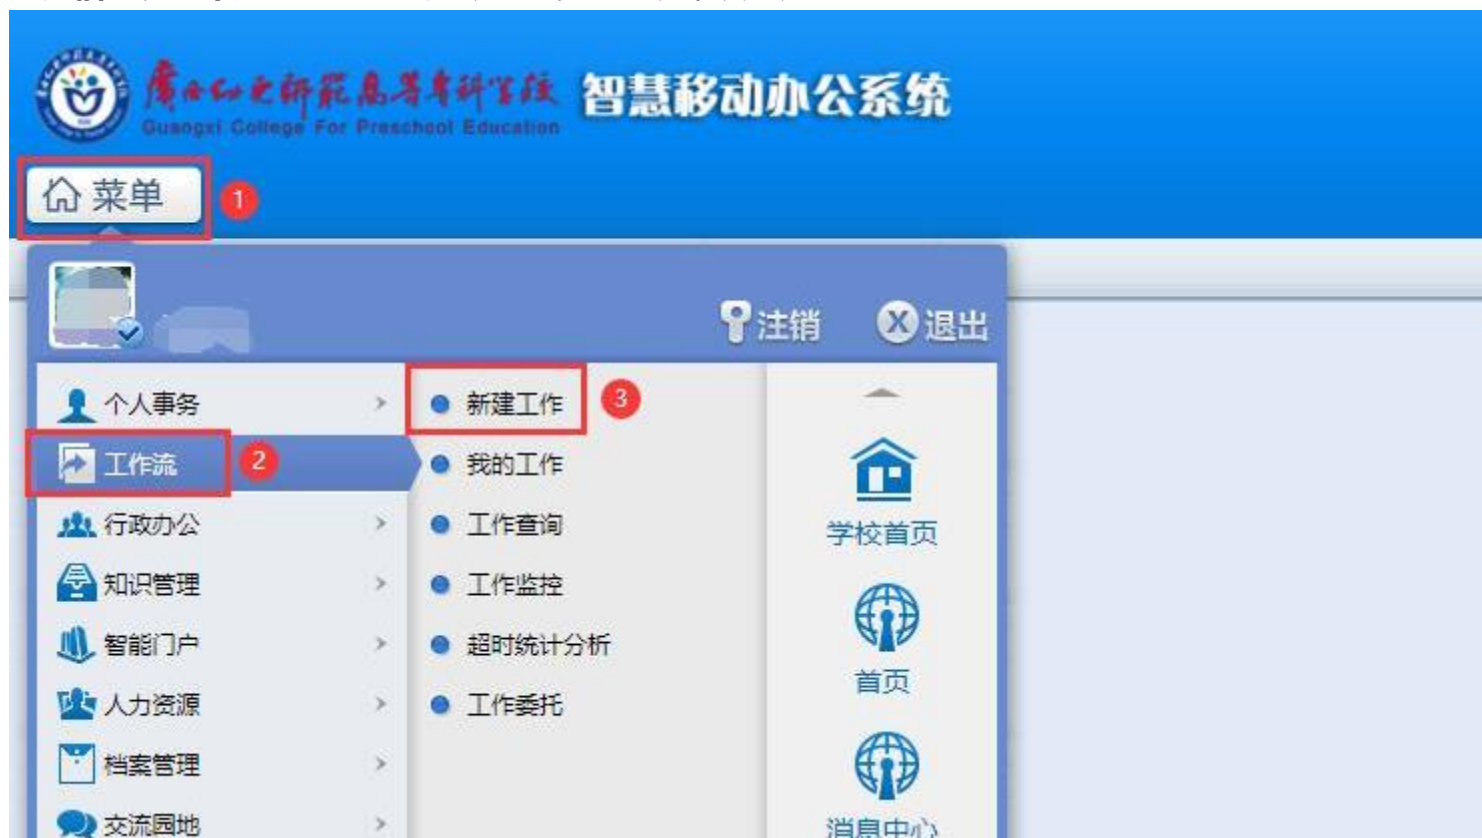 广西幼儿师范高等专科学校 智慧移动办公系统
Guangxi College For Preschool Education
菜单 1
注销 退出
个人事务 新建工作 3
工作流 2 我的工作
学校首页
行政办公 工作查询
知识管理 工作监控
智能门户 超时统计分析
首页
人力资源 工作委托
档案管理
交流园地 消息中心